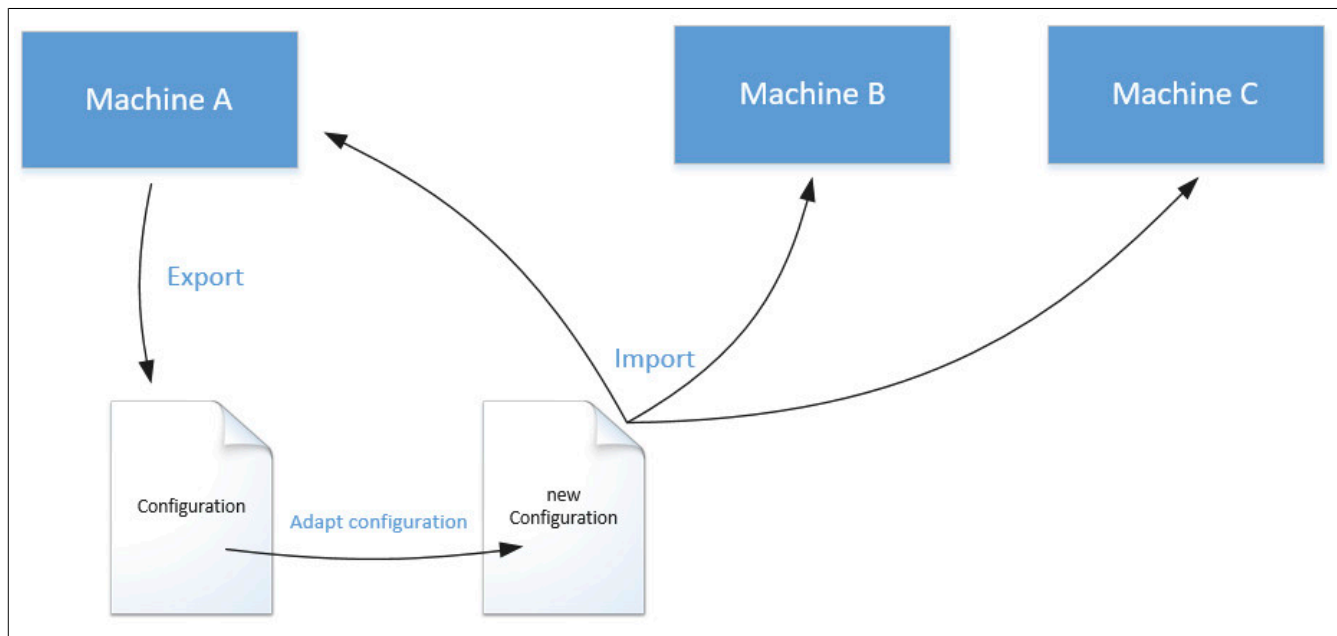 Machine A
Machine B
Machine C
Export
Import
Configuration
Adapt configuration
new
Configuration